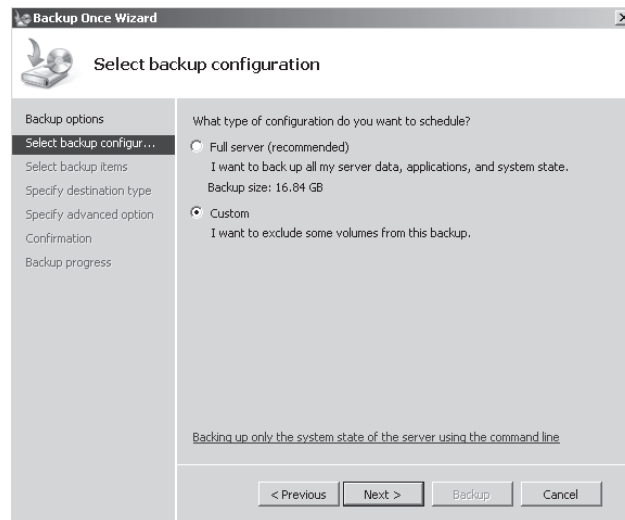 Backup Once Wizard
Select backup configuration
Backup options
Select backup configur...
Select backup items
Specify destination type
Specify advanced option
Confirmation
Backup progress
What type of configuration do you want to schedule?
Full server (recommended)
I want to back up all my server data, applications, and system state.
Backup size: 16.84 GB
Custom
I want to exclude some volumes from this backup.
Backing up only the system state of the server using the command line
< Previous
Next >
Backup
Cancel